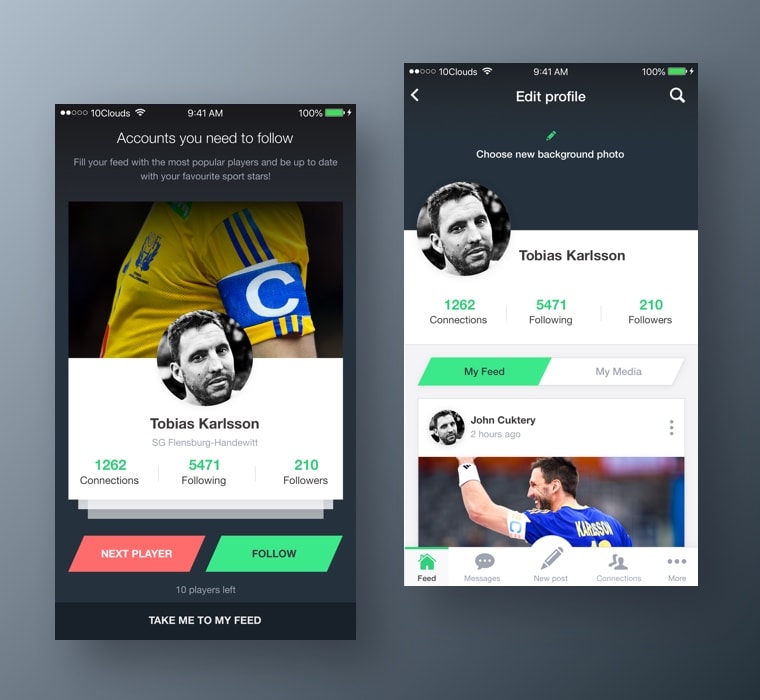 10Clouds 9:41 AM 100%
Accounts you need to follow
Fill your feed with the most popular players and be up to date
with your favourite sport stars!
C
Tobias Karlsson
SG Flensburg-Handewitt
1262 5471 210
Connections Following Followers
NEXT PLAYER FOLLOW
10 players left
TAKE ME TO MY FEED
10Clouds 9:41 AM 100%
Edit profile
Choose new background photo
Tobias Karlsson
1262 5471 210
Connections Following Followers
My Feed My Media
John Cuktery
2 hours ago
KARLSSON
Feed Messages New post Connections More